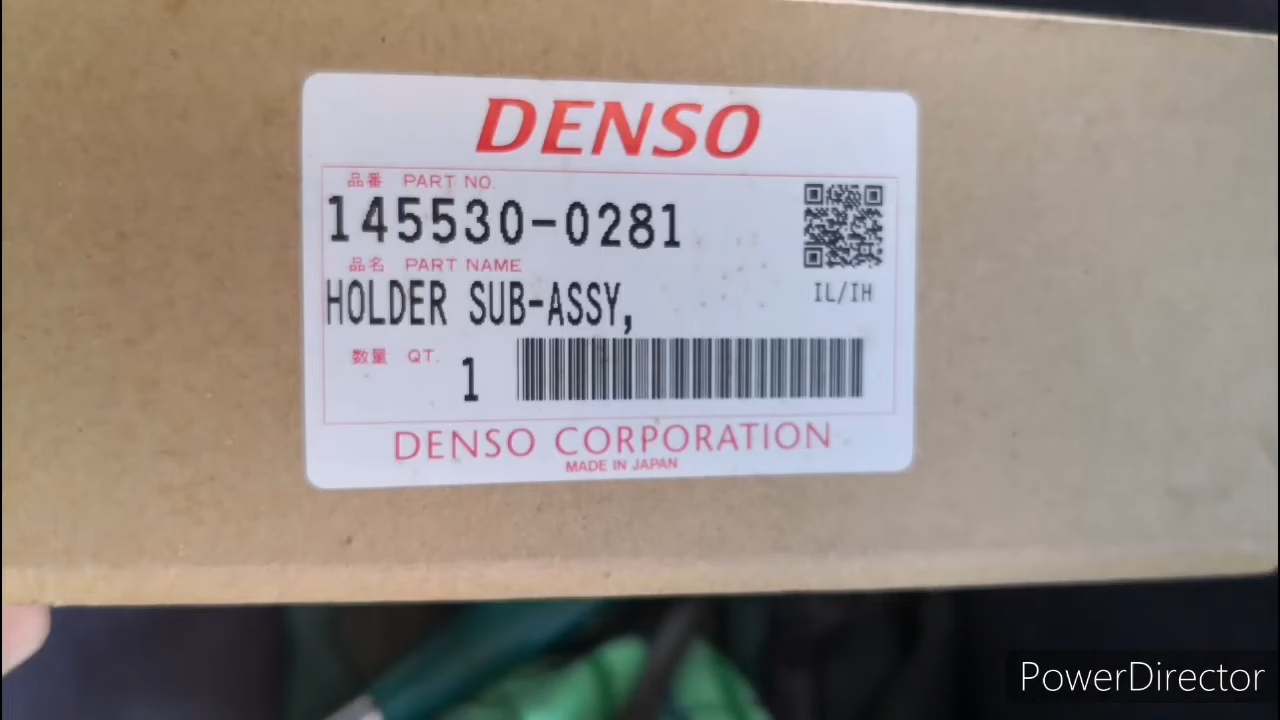 DENSO
品番 PART NO.
145530-0281
品名 PART NAME
IL/IH
HOLDER SUB-ASSY,
数量 QT. 1
DENSO CORPORATION
MADE IN JAPAN
PowerDirector